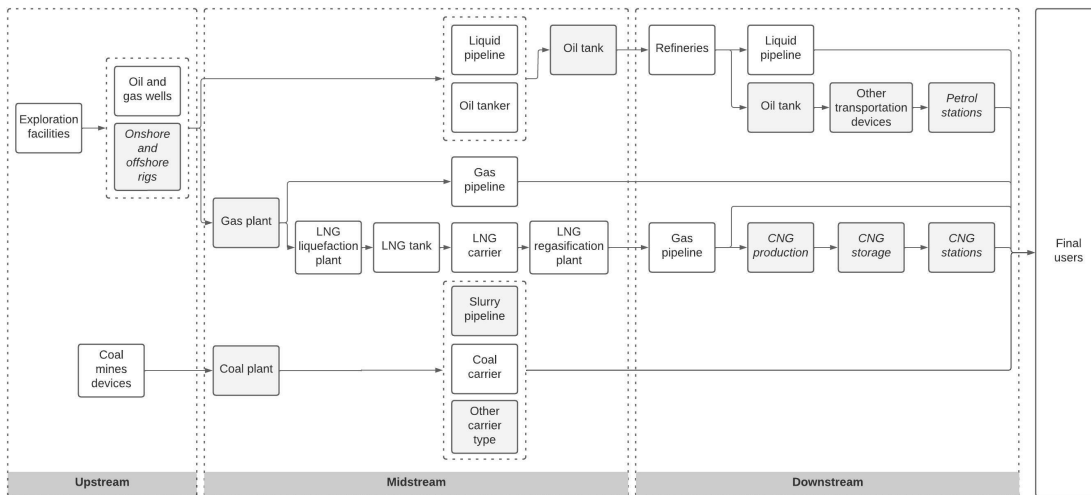 Exploration
facilities
Oil and
gas wells
Onshore
and
offshore
rigs
Coal
mines
devices
Gas plant
Coal plant
LNG
liquefaction
plant
LNG tank
Liquid
pipeline
Oil tanker
Oil tank
Gas
pipeline
LNG
carrier
LNG
regasification
plant
Slurry
pipeline
Coal
carrier
Other
carrier
type
Refineries
Liquid
pipeline
Oil tank
Other
transportation
devices
Petrol
stations
Gas
pipeline
CNG
production
CNG
storage
CNG
stations
Final
users
Upstream
Midstream
Downstream